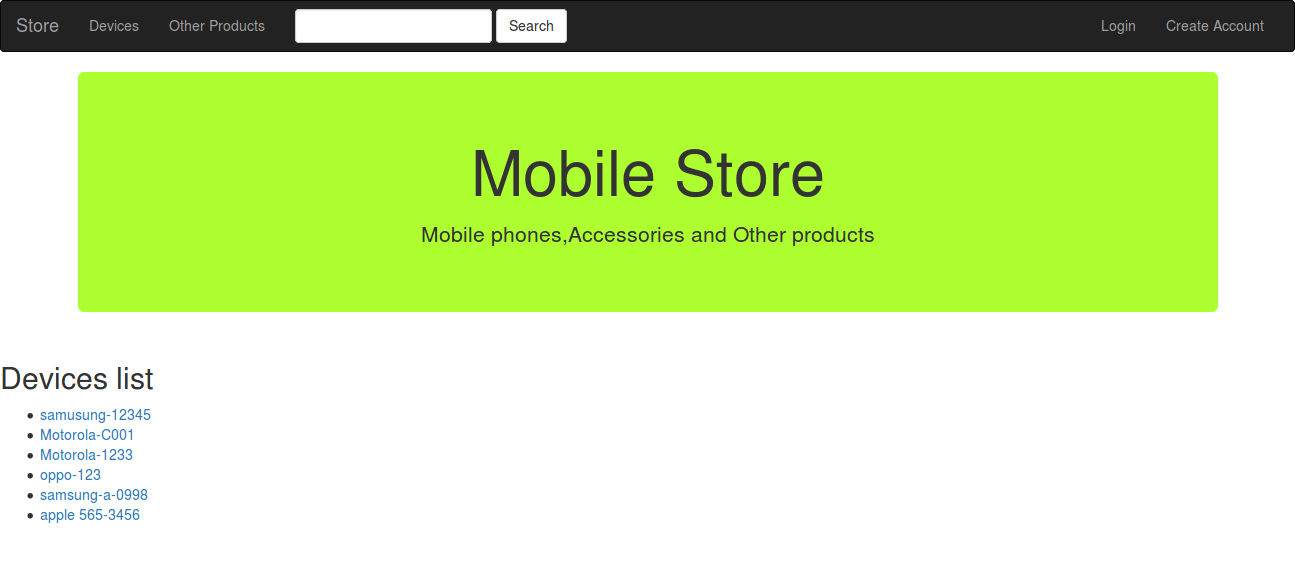 Store Devices Other Products Search Login Create Account
Mobile Store
Mobile phones,Accessories and Other products
Devices list
samusung-12345
Motorola-C001
Motorola-1233
oppo-123
samsung-a-0998
apple 565-3456